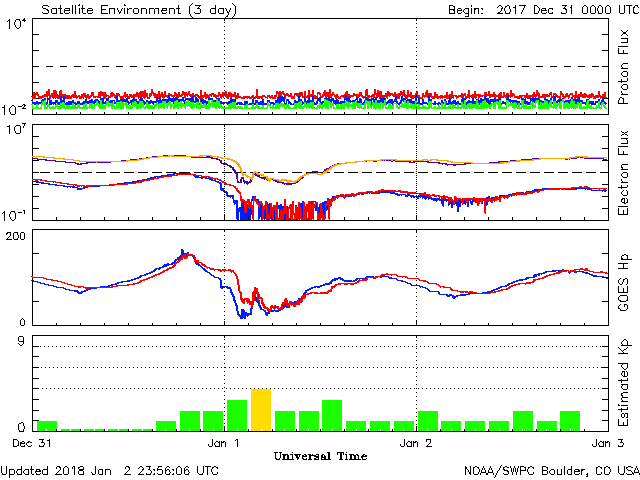 Satellite Environment (3 day) Begin: 2017 Dec 31 0000 UTC
10^4
10^-2
Proton Flux
10^7
10^-1
Electron Flux
200
0
GOES Hp
9
0
Estimated Kp
Dec 31 Jan 1 Jan 2 Jan 3
Universal Time
Updated 2018 Jan 2 23:56:06 UTC NOAA/SWPC Boulder, CO USA